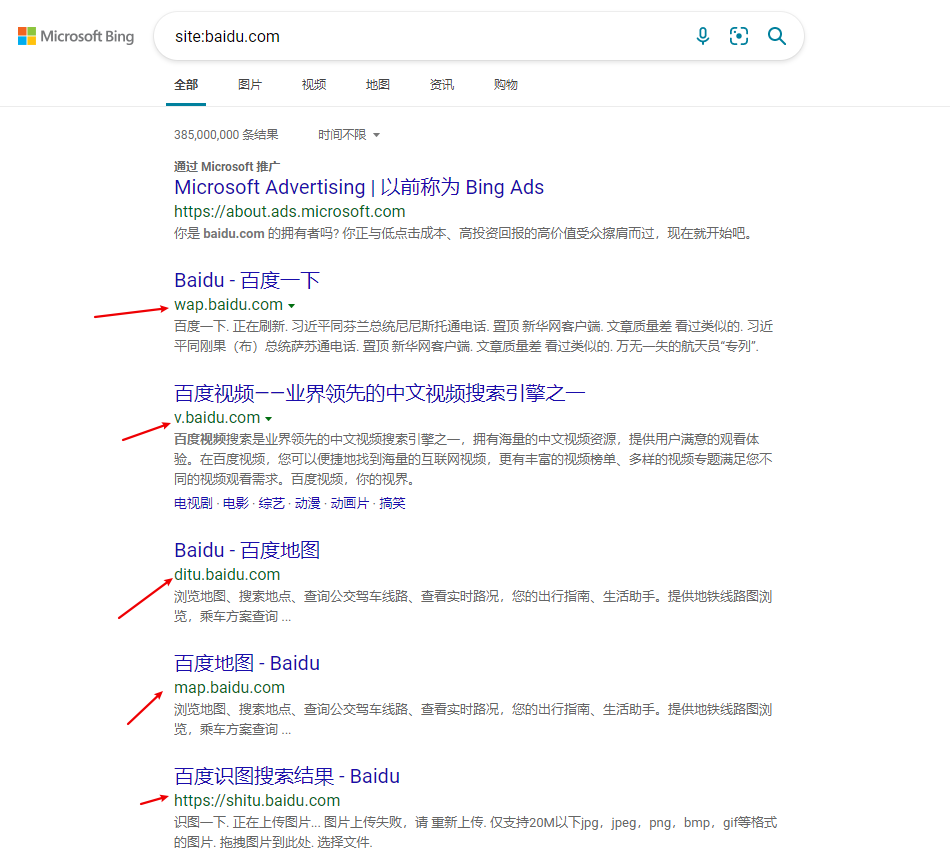 Microsoft Bing
site:baidu.com
全部 图片 视频 地图 资讯 购物
385,000,000 条结果 时间不限
通过 Microsoft 推广
Microsoft Advertising | 以前称为 Bing Ads
https://about.ads.microsoft.com
你是 baidu.com 的拥有者吗? 你正与低点击成本、高投资回报的高价值受众擦肩而过，现在就开始吧。
Baidu - 百度一下
wap.baidu.com
百度一下. 正在刷新. 习近平同芬兰总统尼尼斯托通电话. 置顶 新华网客户端. 文章质量差 看过类似的. 习近
平同刚果（布）总统萨苏通电话. 置顶 新华网客户端. 文章质量差 看过类似的. 万无一失的航天员“专列”.
百度视频——业界领先的中文视频搜索引擎之一
v.baidu.com
百度视频搜索是业界领先的中文视频搜索引擎之一，拥有海量的中文视频资源，提供用户满意的观看体
验。在百度视频，您可以便捷地找到海量的互联网视频，更有丰富的视频榜单、多样的视频专题满足您不
同的视频观看需求。百度视频，你的视界。
电视剧 · 电影 · 综艺 · 动漫 · 动画片 · 搞笑
Baidu - 百度地图
ditu.baidu.com
浏览地图、搜索地点、查询公交驾车线路、查看实时路况，您的出行指南、生活助手。提供地铁线路图浏
览，乘车方案查询 ...
百度地图 - Baidu
map.baidu.com
浏览地图、搜索地点、查询公交驾车线路、查看实时路况，您的出行指南、生活助手。提供地铁线路图浏
览，乘车方案查询 ...
百度识图搜索结果 - Baidu
https://shitu.baidu.com
识图一下. 正在上传图片... 图片上传失败，请 重新上传. 仅支持20M以下jpg，jpeg，png，bmp，gif等格式
的图片. 拖拽图片到此处. 选择文件.